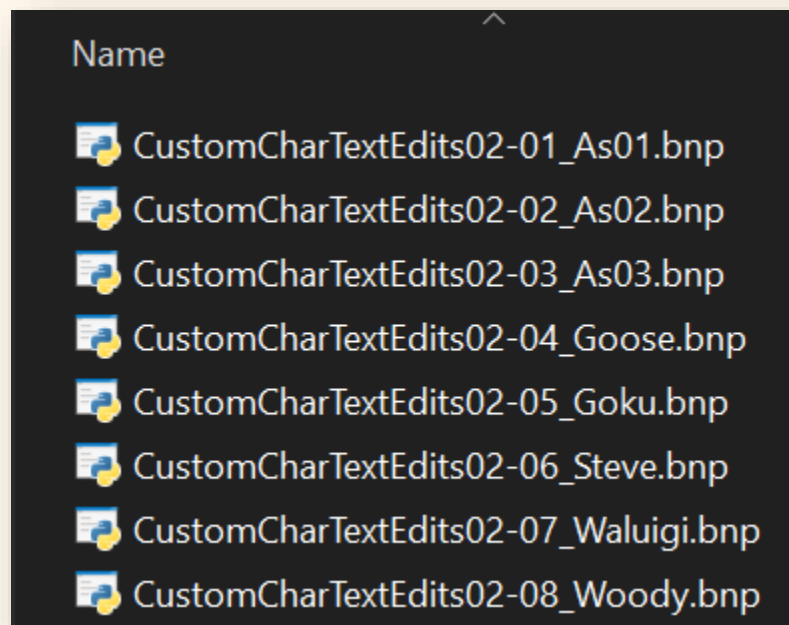 Name
CustomCharTextEdits02-01_As01.bnp
CustomCharTextEdits02-02_As02.bnp
CustomCharTextEdits02-03_As03.bnp
CustomCharTextEdits02-04_Goose.bnp
CustomCharTextEdits02-05_Goku.bnp
CustomCharTextEdits02-06_Steve.bnp
CustomCharTextEdits02-07_Waluigi.bnp
CustomCharTextEdits02-08_Woody.bnp